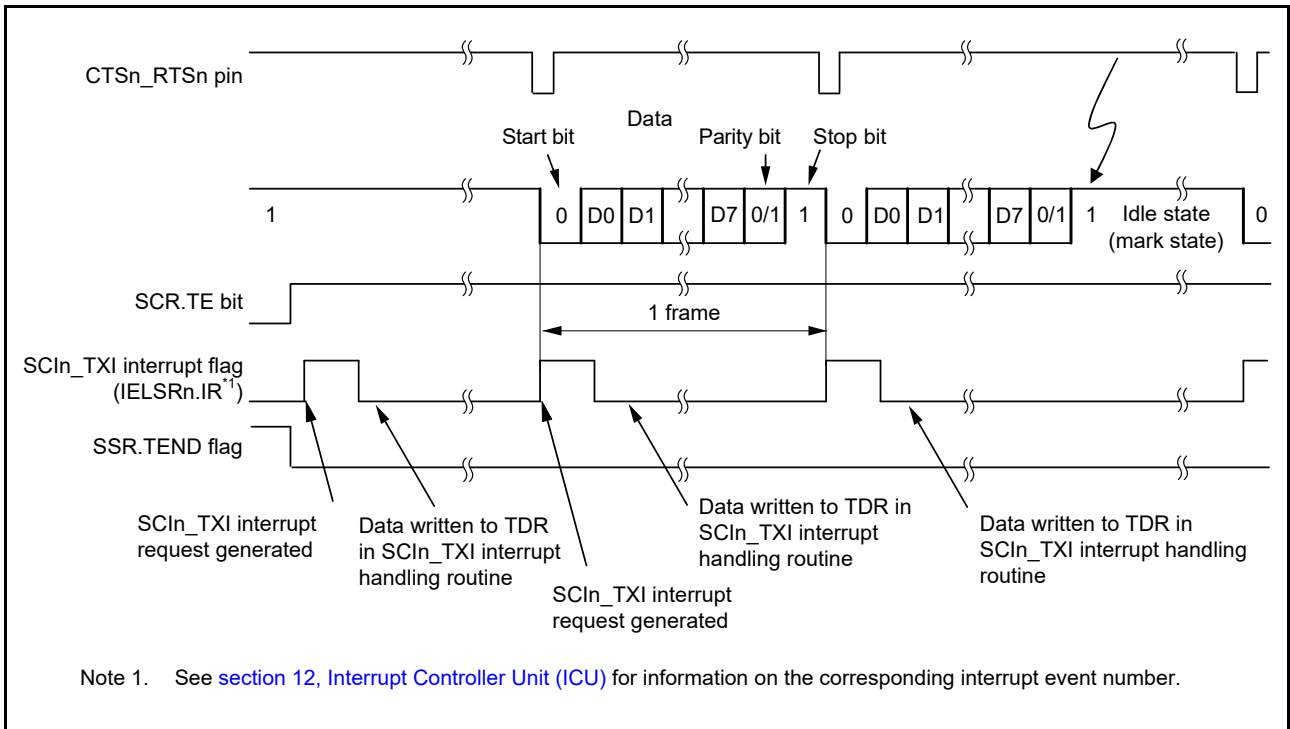 CTSn_RTSn pin
Data
Start bit
Parity bit
Stop bit
1
0
D0
D1
D7
0/1
1
0
D0
D1
D7
0/1
1
Idle state
(mark state)
0
SCR.TE bit
1 frame
SCIn_TXI interrupt flag
(IELSRn.IR*1)
SSR.TEND flag
SCIn_TXI interrupt
request generated
Data written to TDR
in SCIn_TXI interrupt
handling routine
SCIn_TXI interrupt
request generated
Data written to TDR in
SCIn_TXI interrupt
handling routine
Data written to TDR in
SCIn_TXI interrupt handling
routine
Note 1. See section 12, Interrupt Controller Unit (ICU) for information on the corresponding interrupt event number.